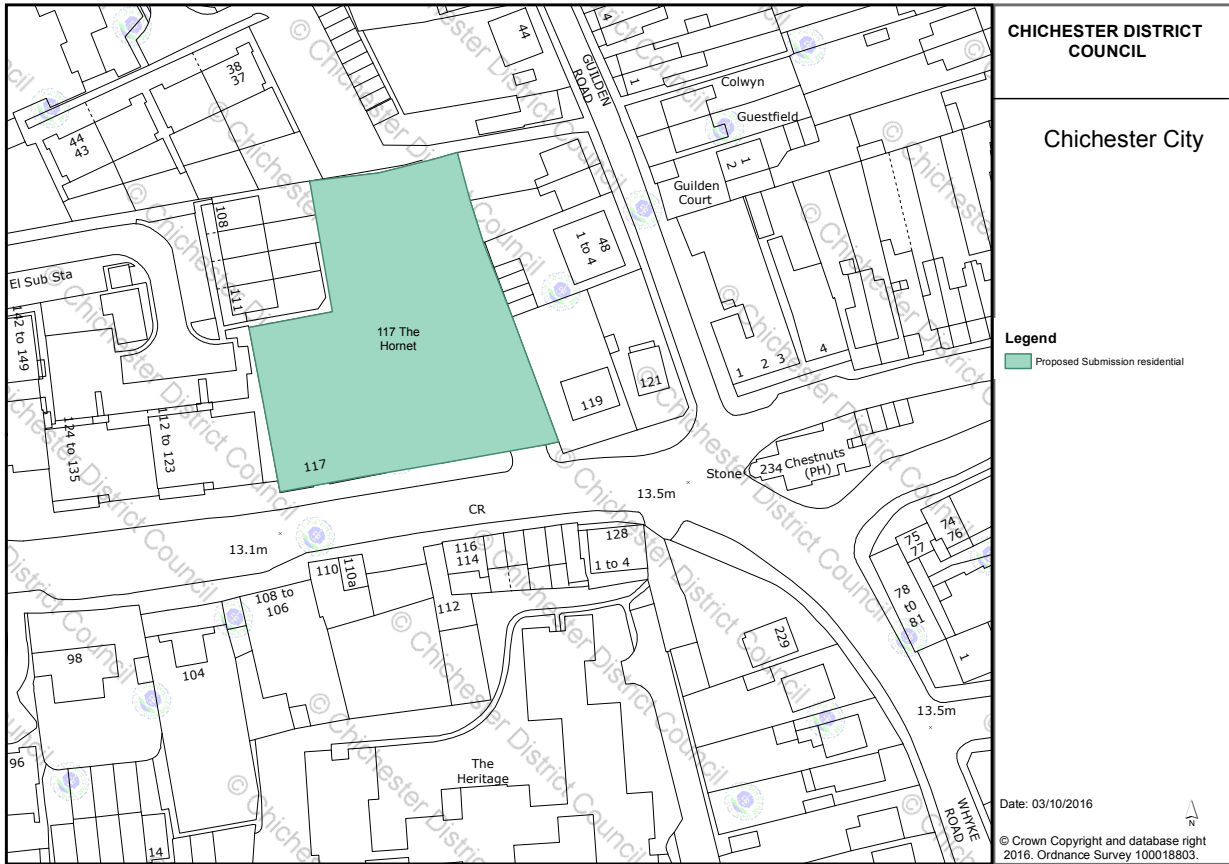 CHICHESTER DISTRICT
COUNCIL
Chichester City
Legend
Proposed Submission residential
Date: 03/10/2016
N
© Crown Copyright and database right
2016. Ordnance Survey 100018803.
44
4
GUILDEN
ROAD
1
Colwyn
Guestfield
38
37
44
43
1
2
Guilden
Court
108
111
48
1 to 4
El Sub Sta
142 to 149
117 The
Hornet
1
2
3
4
119
121
124 to 135
112 to 123
117
Stone
234
Chestnuts
(PH)
13.5m
CR
13.1m
116
114
128
1 to 4
110
110a
108 to
106
112
74
76
75
77
78
to
81
1
98
104
229
13.5m
96
The
Heritage
14
WHYKE
ROAD
© Chichester District Council